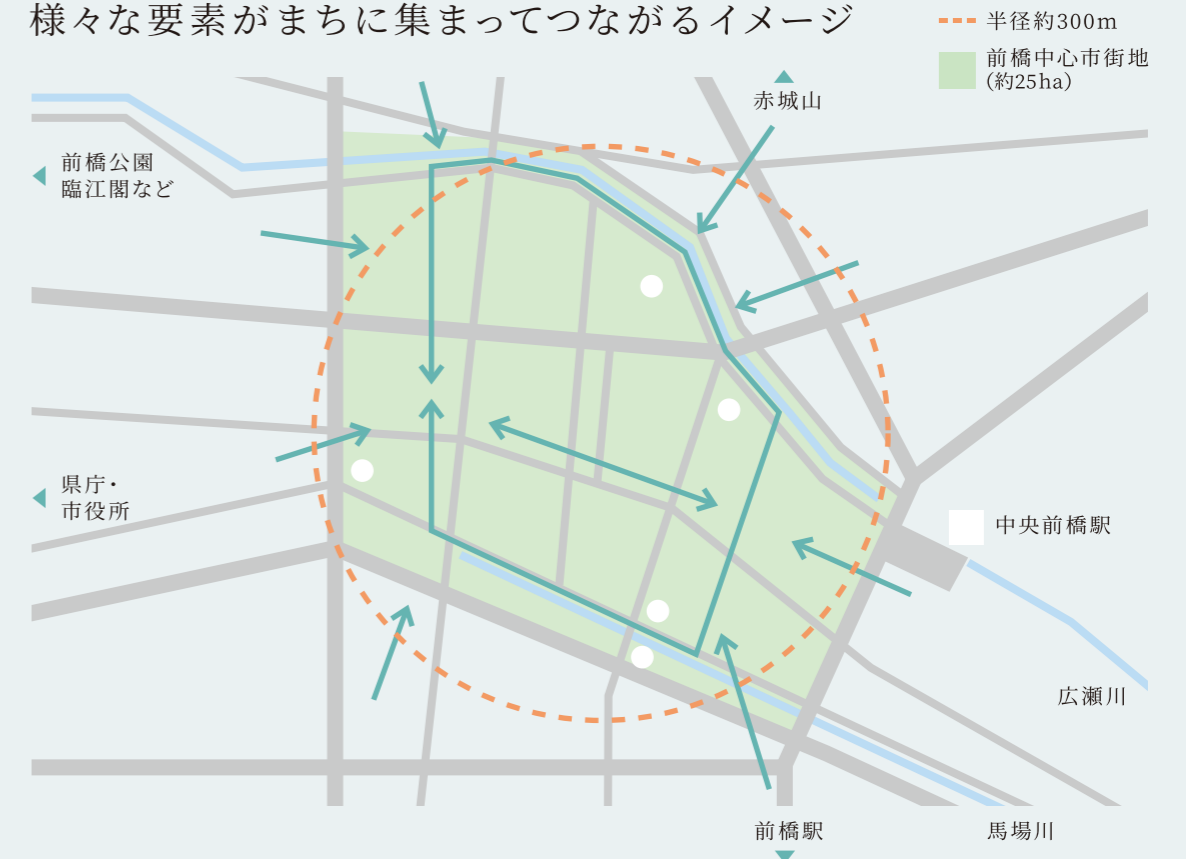 様々な要素がまちに集まってつながるイメージ
半径約300m
前橋中心市街地
(約25ha)
赤城山
前橋公園
臨江閣など
県庁・
市役所
中央前橋駅
広瀬川
前橋駅
馬場川